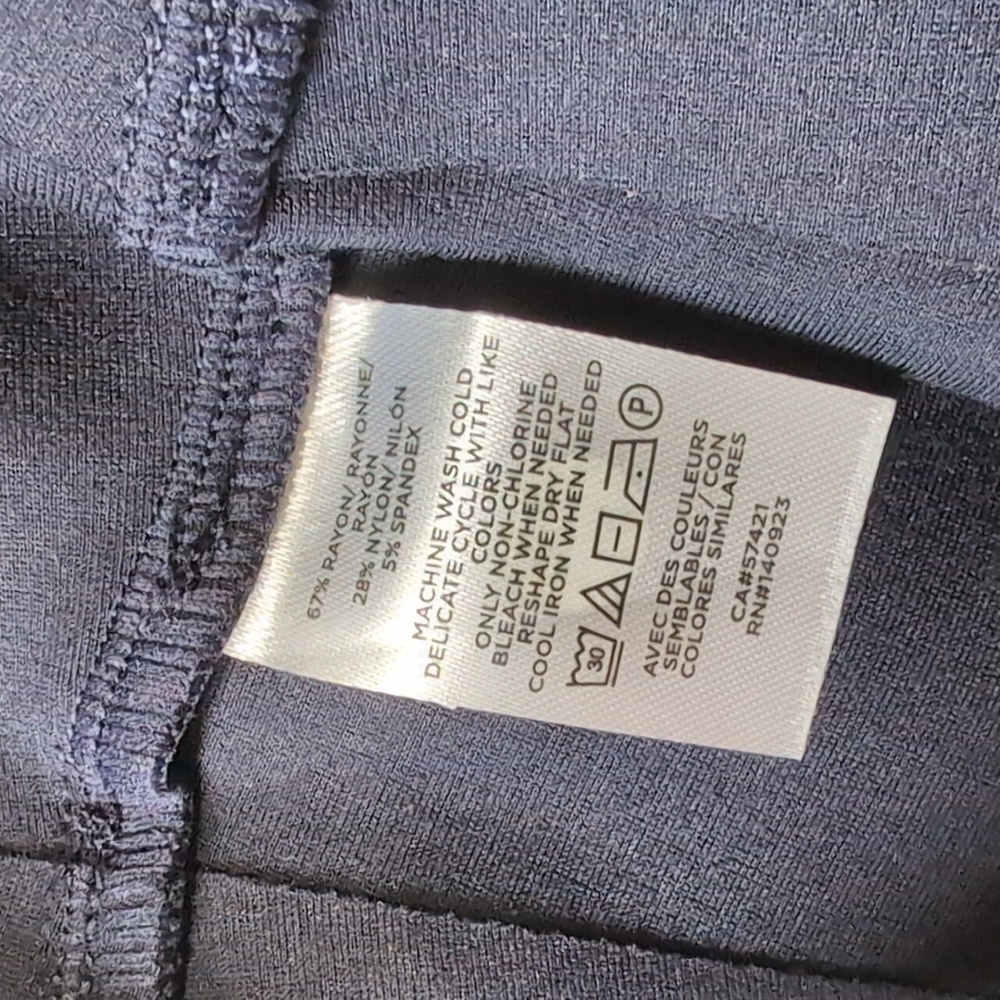 67% RAYON/ RAYONNE/
RAYÓN
28% NYLON/ NILÓN
5% SPANDEX
MACHINE WASH COLD
DELICATE CYCLE WITH LIKE
COLORS
ONLY NON-CHLORINE
BLEACH WHEN NEEDED
RESHAPE DRY FLAT
COOL IRON WHEN NEEDED
30 P
AVEC DES COULEURS
SEMBLABLES / CON
COLORES SIMILARES
CA#57421
RN#140923